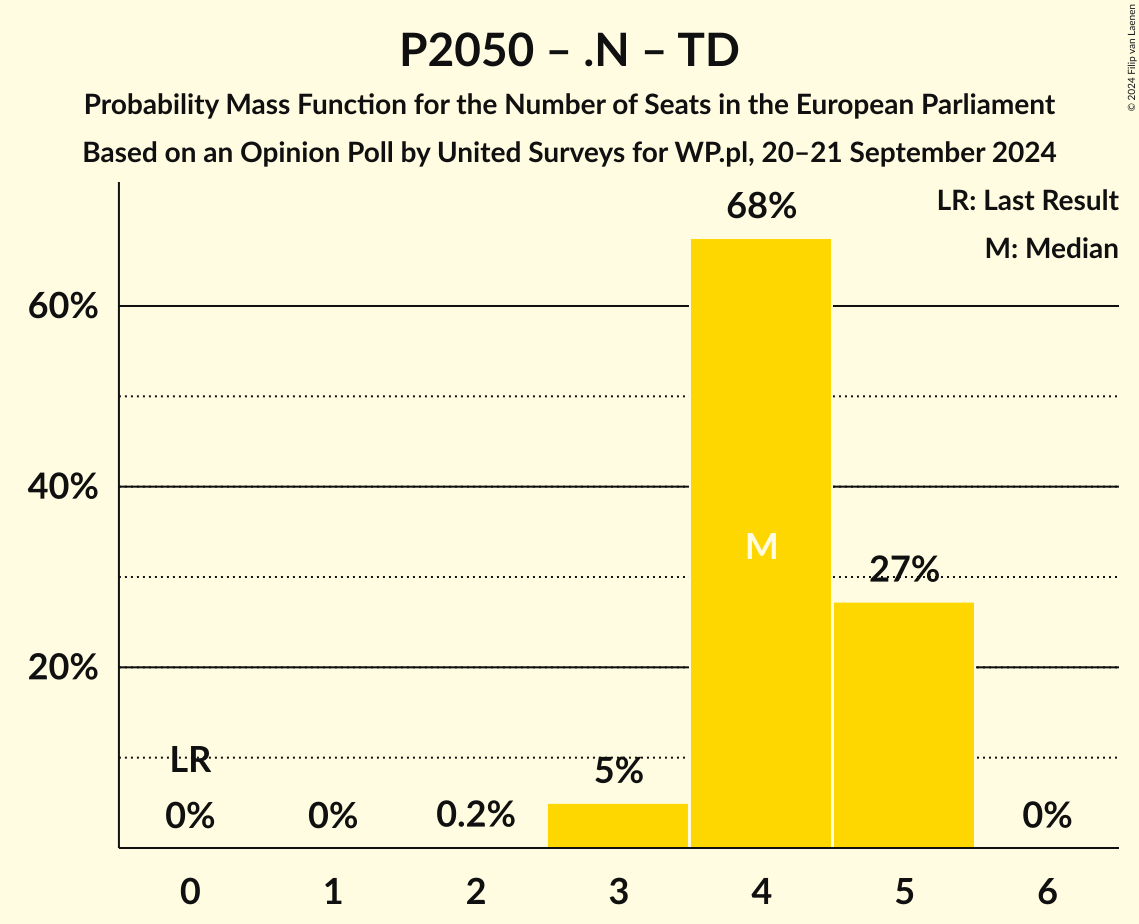 P2050 – .N – TD
Probability Mass Function for the Number of Seats in the European Parliament
Based on an Opinion Poll by United Surveys for WP.pl, 20–21 September 2024
© 2024 Filip van Laenen
LR: Last Result
M: Median
68%
60%
40%
M
27%
20%
LR
5%
0%
0%
0.2%
0%
0
1
2
3
4
5
6